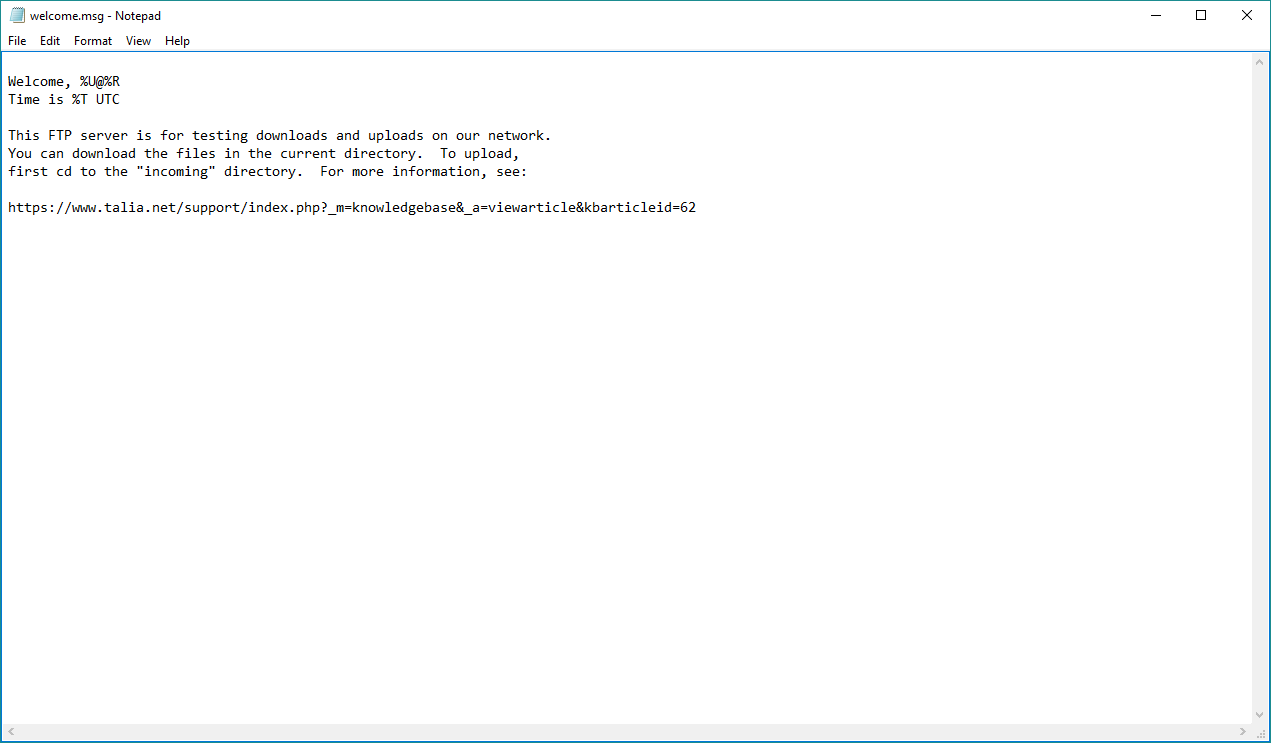 welcome.msg - Notepad
File Edit Format View Help
Welcome, %U@%R
Time is %T UTC
This FTP server is for testing downloads and uploads on our network.
You can download the files in the current directory.  To upload,
first cd to the "incoming" directory.  For more information, see:
https://www.talia.net/support/index.php?_m=knowledgebase&_a=viewarticle&kbarticleid=62